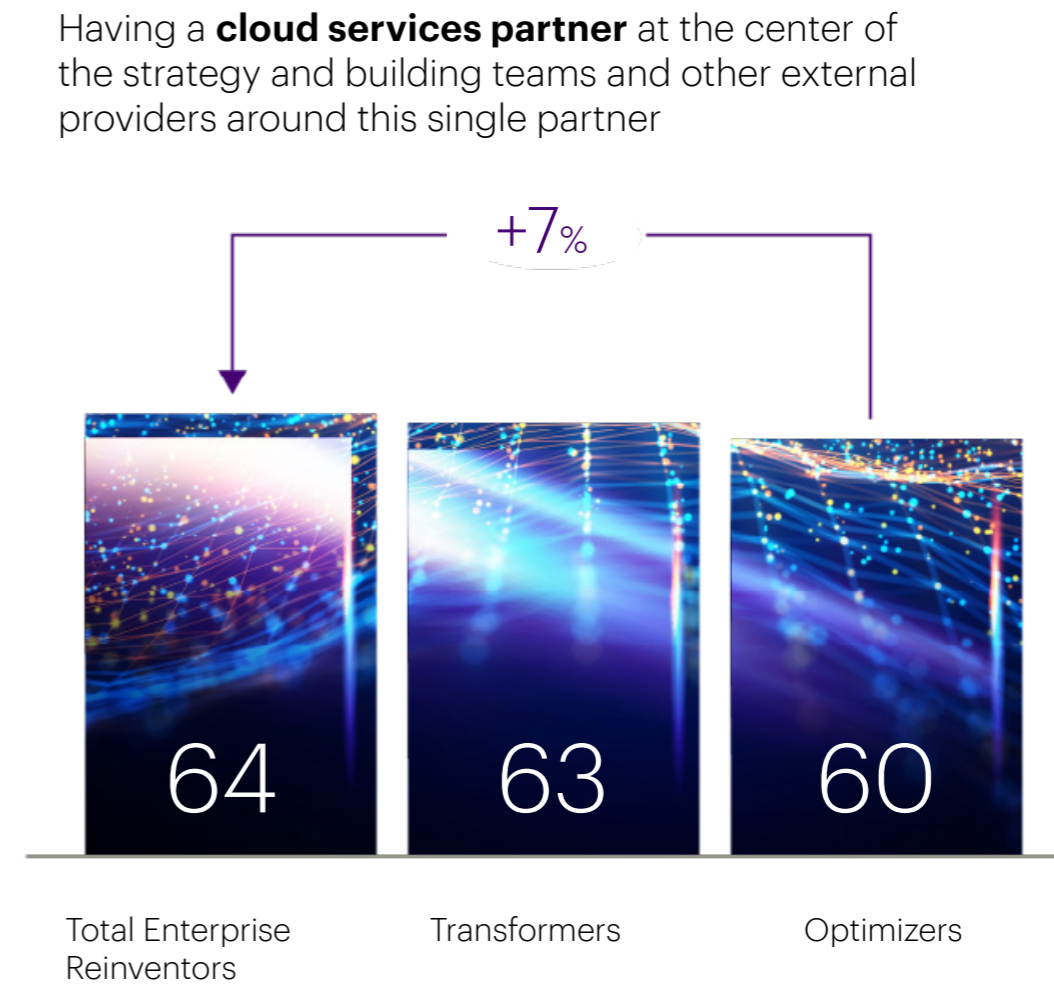 Having a cloud services partner at the center of
the strategy and building teams and other external
providers around this single partner
+7%
64
63
60
Total Enterprise
Reinventors
Transformers
Optimizers